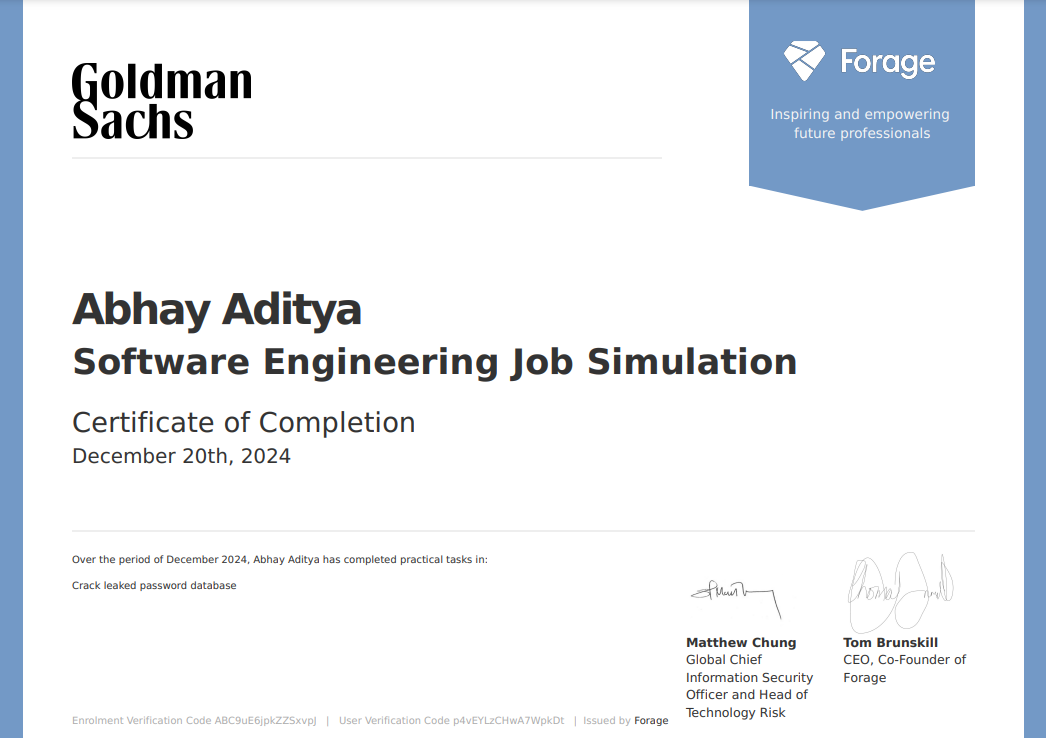 Goldman
Sachs
Forage
Inspiring and empowering
future professionals
Abhay Aditya
Software Engineering Job Simulation
Certificate of Completion
December 20th, 2024
Over the period of December 2024, Abhay Aditya has completed practical tasks in:
Crack leaked password database
Matthew Chung
Global Chief
Information Security
Officer and Head of
Technology Risk
Tom Brunskill
CEO, Co-Founder of
Forage
Enrolment Verification Code ABC9uE6jpkZZSxvpJ | User Verification Code p4vEYLzCHwA7WpkDt | Issued by Forage